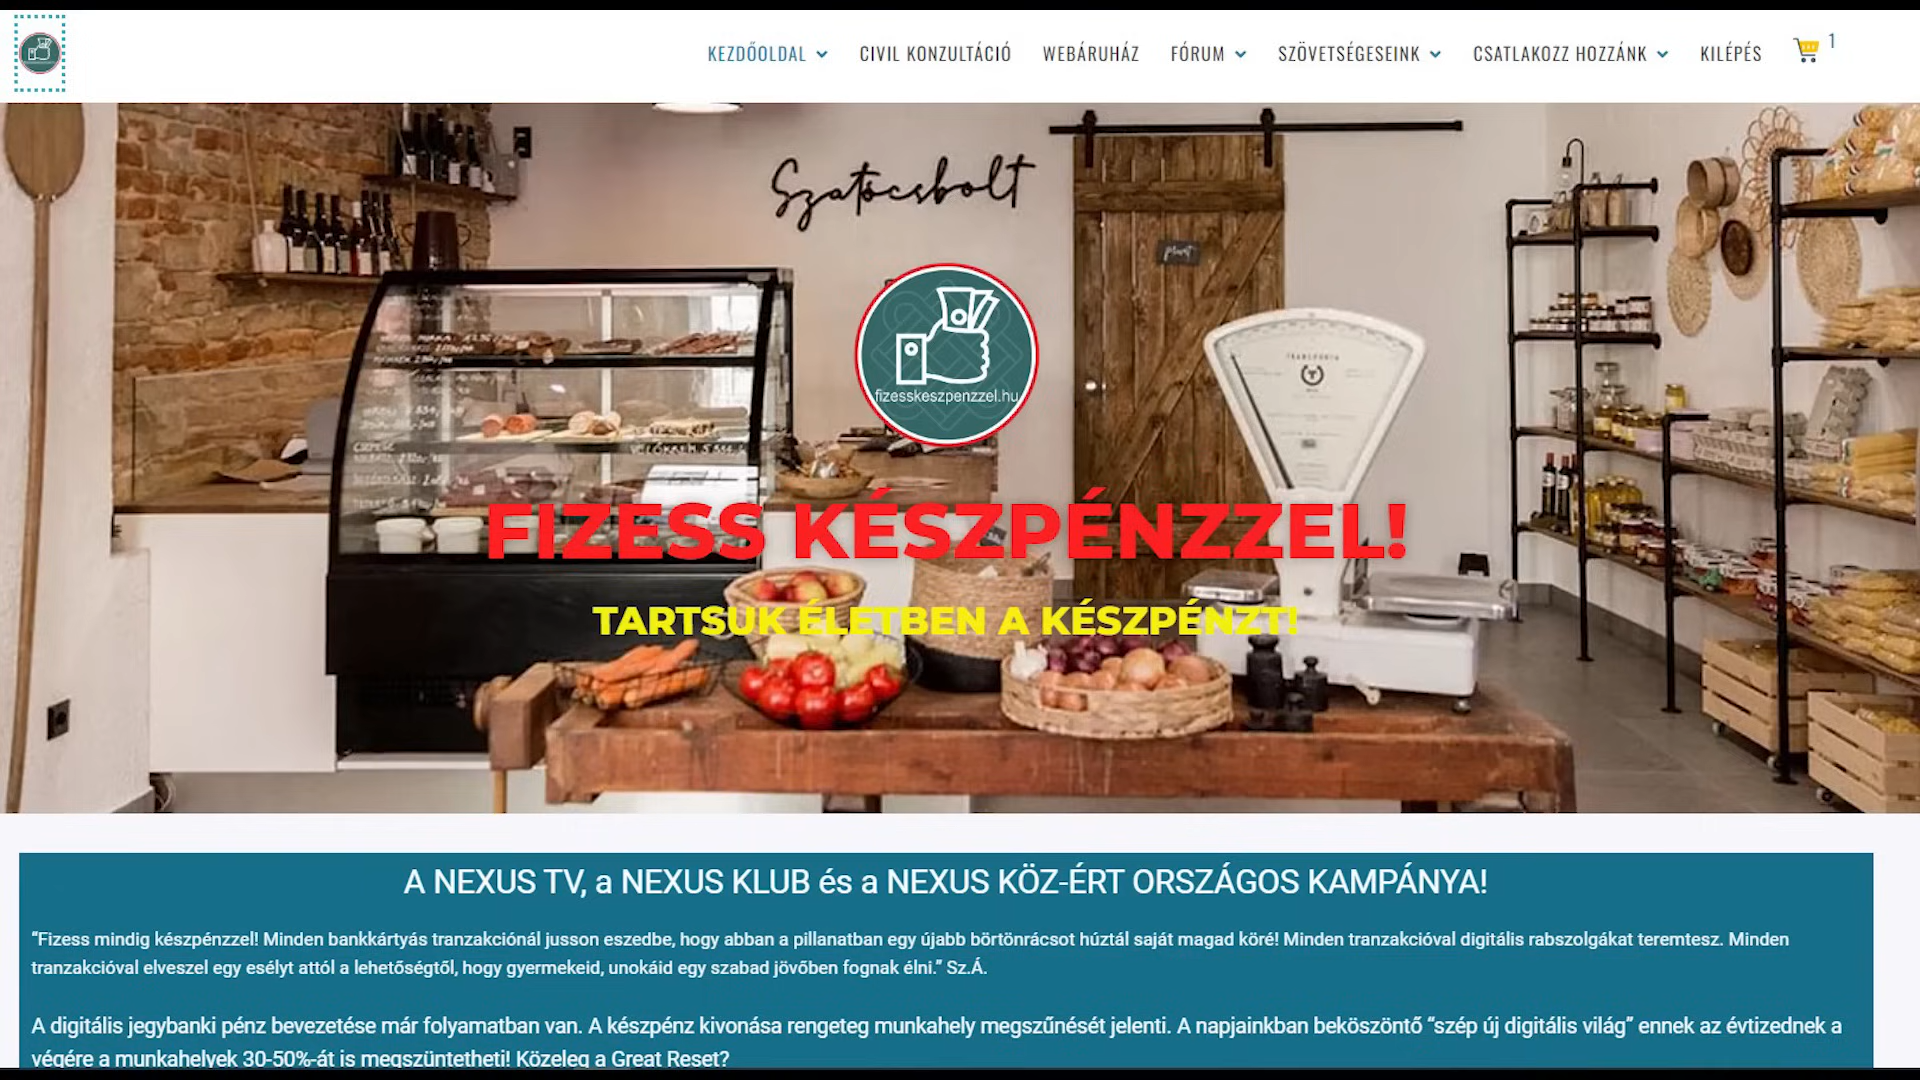 KEZDŐOLDAL CIVIL KONZULTÁCIÓ WEBÁRUHÁZ FÓRUM SZÖVETSÉGESEINK CSATLAKOZZ HOZZÁNK KILÉPÉS 1
Szatócsbolt
TRANSPORTA
fizesskeszpenzzel.hu
FIZESS KÉSZPÉNZZEL!
TARTSUK ÉLETBEN A KÉSZPÉNZT!
A NEXUS TV, a NEXUS KLUB és a NEXUS KÖZ-ÉRT ORSZÁGOS KAMPÁNYA!
“Fizess mindig készpénzzel! Minden bankkártyás tranzakciónál jusson eszedbe, hogy abban a pillanatban egy újabb börtönrácsot húztál saját magad köré! Minden tranzakcióval digitális rabszolgákat teremtesz. Minden
tranzakcióval elveszel egy esélyt attól a lehetőségtől, hogy gyermekeid, unokáid egy szabad jövőben fognak élni.” Sz.Á.
A digitális jegybanki pénz bevezetése már folyamatban van. A készpénz kivonása rengeteg munkahely megszűnését jelenti. A napjainkban beköszöntő “szép új digitális világ” ennek az évtizednek a
végére a munkahelyek 30-50%-át is megszüntetheti! Közeleg a Great Reset?